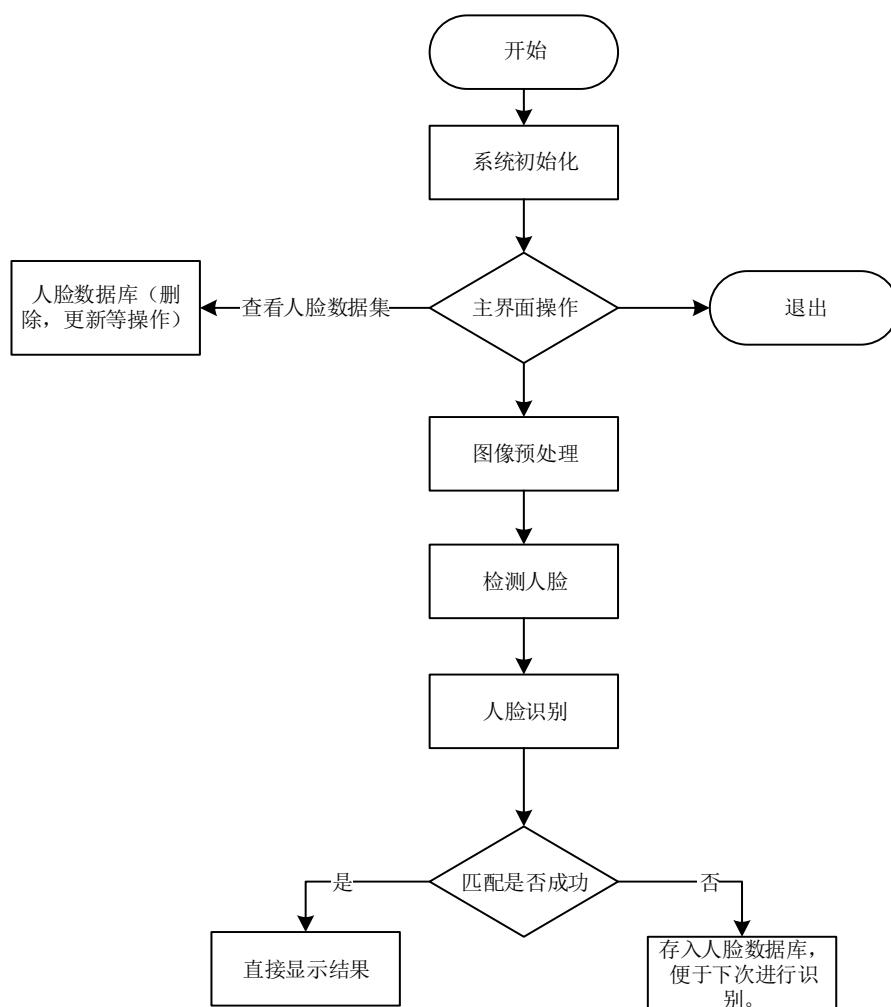 开始
系统初始化
人脸数据库（删
除，更新等操作）
查看人脸数据集
主界面操作
退出
图像预处理
检测人脸
人脸识别
是
匹配是否成功
否
直接显示结果
存入人脸数据库，
便于下次进行识
别。